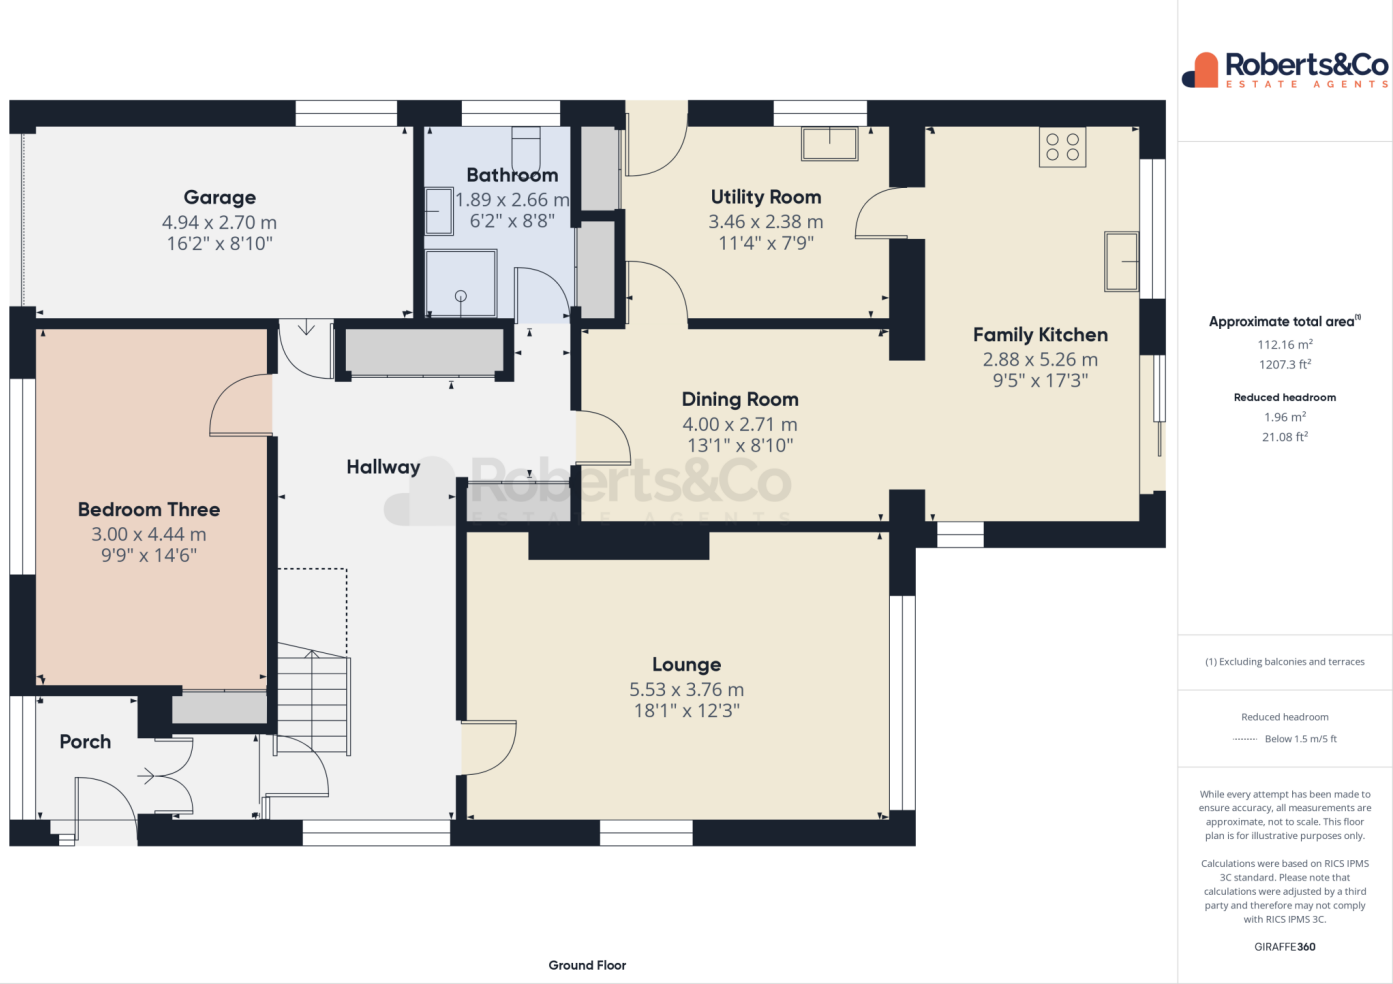 Roberts&Co
ESTATE AGENTS
Garage
4.94 x 2.70 m
16'2" x 8'10"
Bathroom
1.89 x 2.66 m
6'2" x 8'8"
Utility Room
3.46 x 2.38 m
11'4" x 7'9"
Family Kitchen
2.88 x 5.26 m
9'5" x 17'3"
Dining Room
4.00 x 2.71 m
13'1" x 8'10"
Hallway
Roberts&Co
ESTATE AGENTS
Bedroom Three
3.00 x 4.44 m
9'9" x 14'6"
Lounge
5.53 x 3.76 m
18'1" x 12'3"
Porch
Ground Floor
Approximate total area(1)
112.16 m²
1207.3 ft²
Reduced headroom
1.96 m²
21.08 ft²
(1) Excluding balconies and terraces
Reduced headroom
Below 1.5 m/5 ft
While every attempt has been made to
ensure accuracy, all measurements are
approximate, not to scale. This floor
plan is for illustrative purposes only.
Calculations were based on RICS IPMS
3C standard. Please note that
calculations were adjusted by a third
party and therefore may not comply
with RICS IPMS 3C.
GIRAFFE360